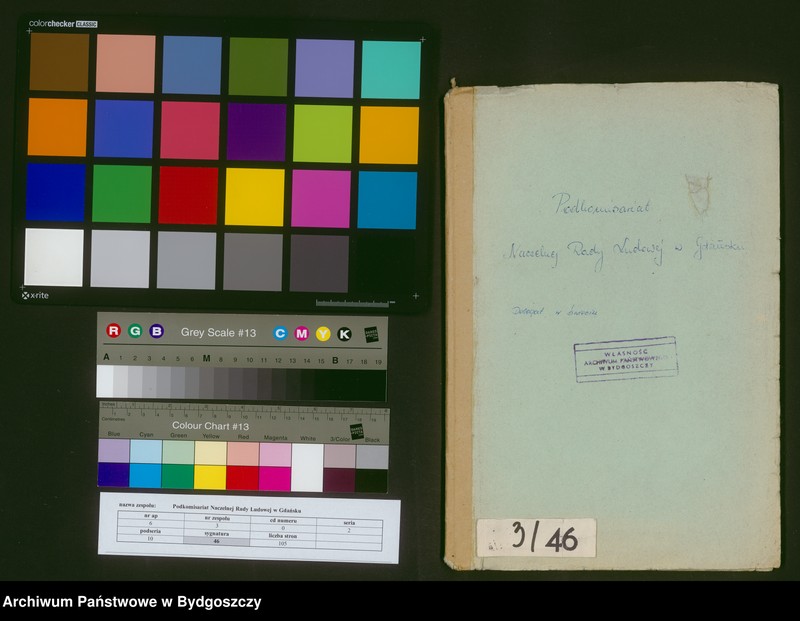 colorchecker CLASSIC
x-rite
R G B Grey Scale #13 C M Y K
A 1 2 3 4 5 6 M 8 9 10 11 12 13 14 15 B 17 18 19
Colour Chart #13
Blue Cyan Green Yellow Red Magenta White 3/Color Black
nazwa zespołu: Podkomisariat Naczelnej Rady Ludowej w Gdańsku
nr ap nr zespołu cd numeru seria
6 3 0 2
podseria sygnatura liczba stron
10 46 105
Podkomisariat
Naczelnej Rady Ludowej w Gdańsku
WŁASNOŚĆ
ARCHIWUM PAŃSTWOWEGO
W BYDGOSZCZY
3/46
Archiwum Państwowe w Bydgoszczy